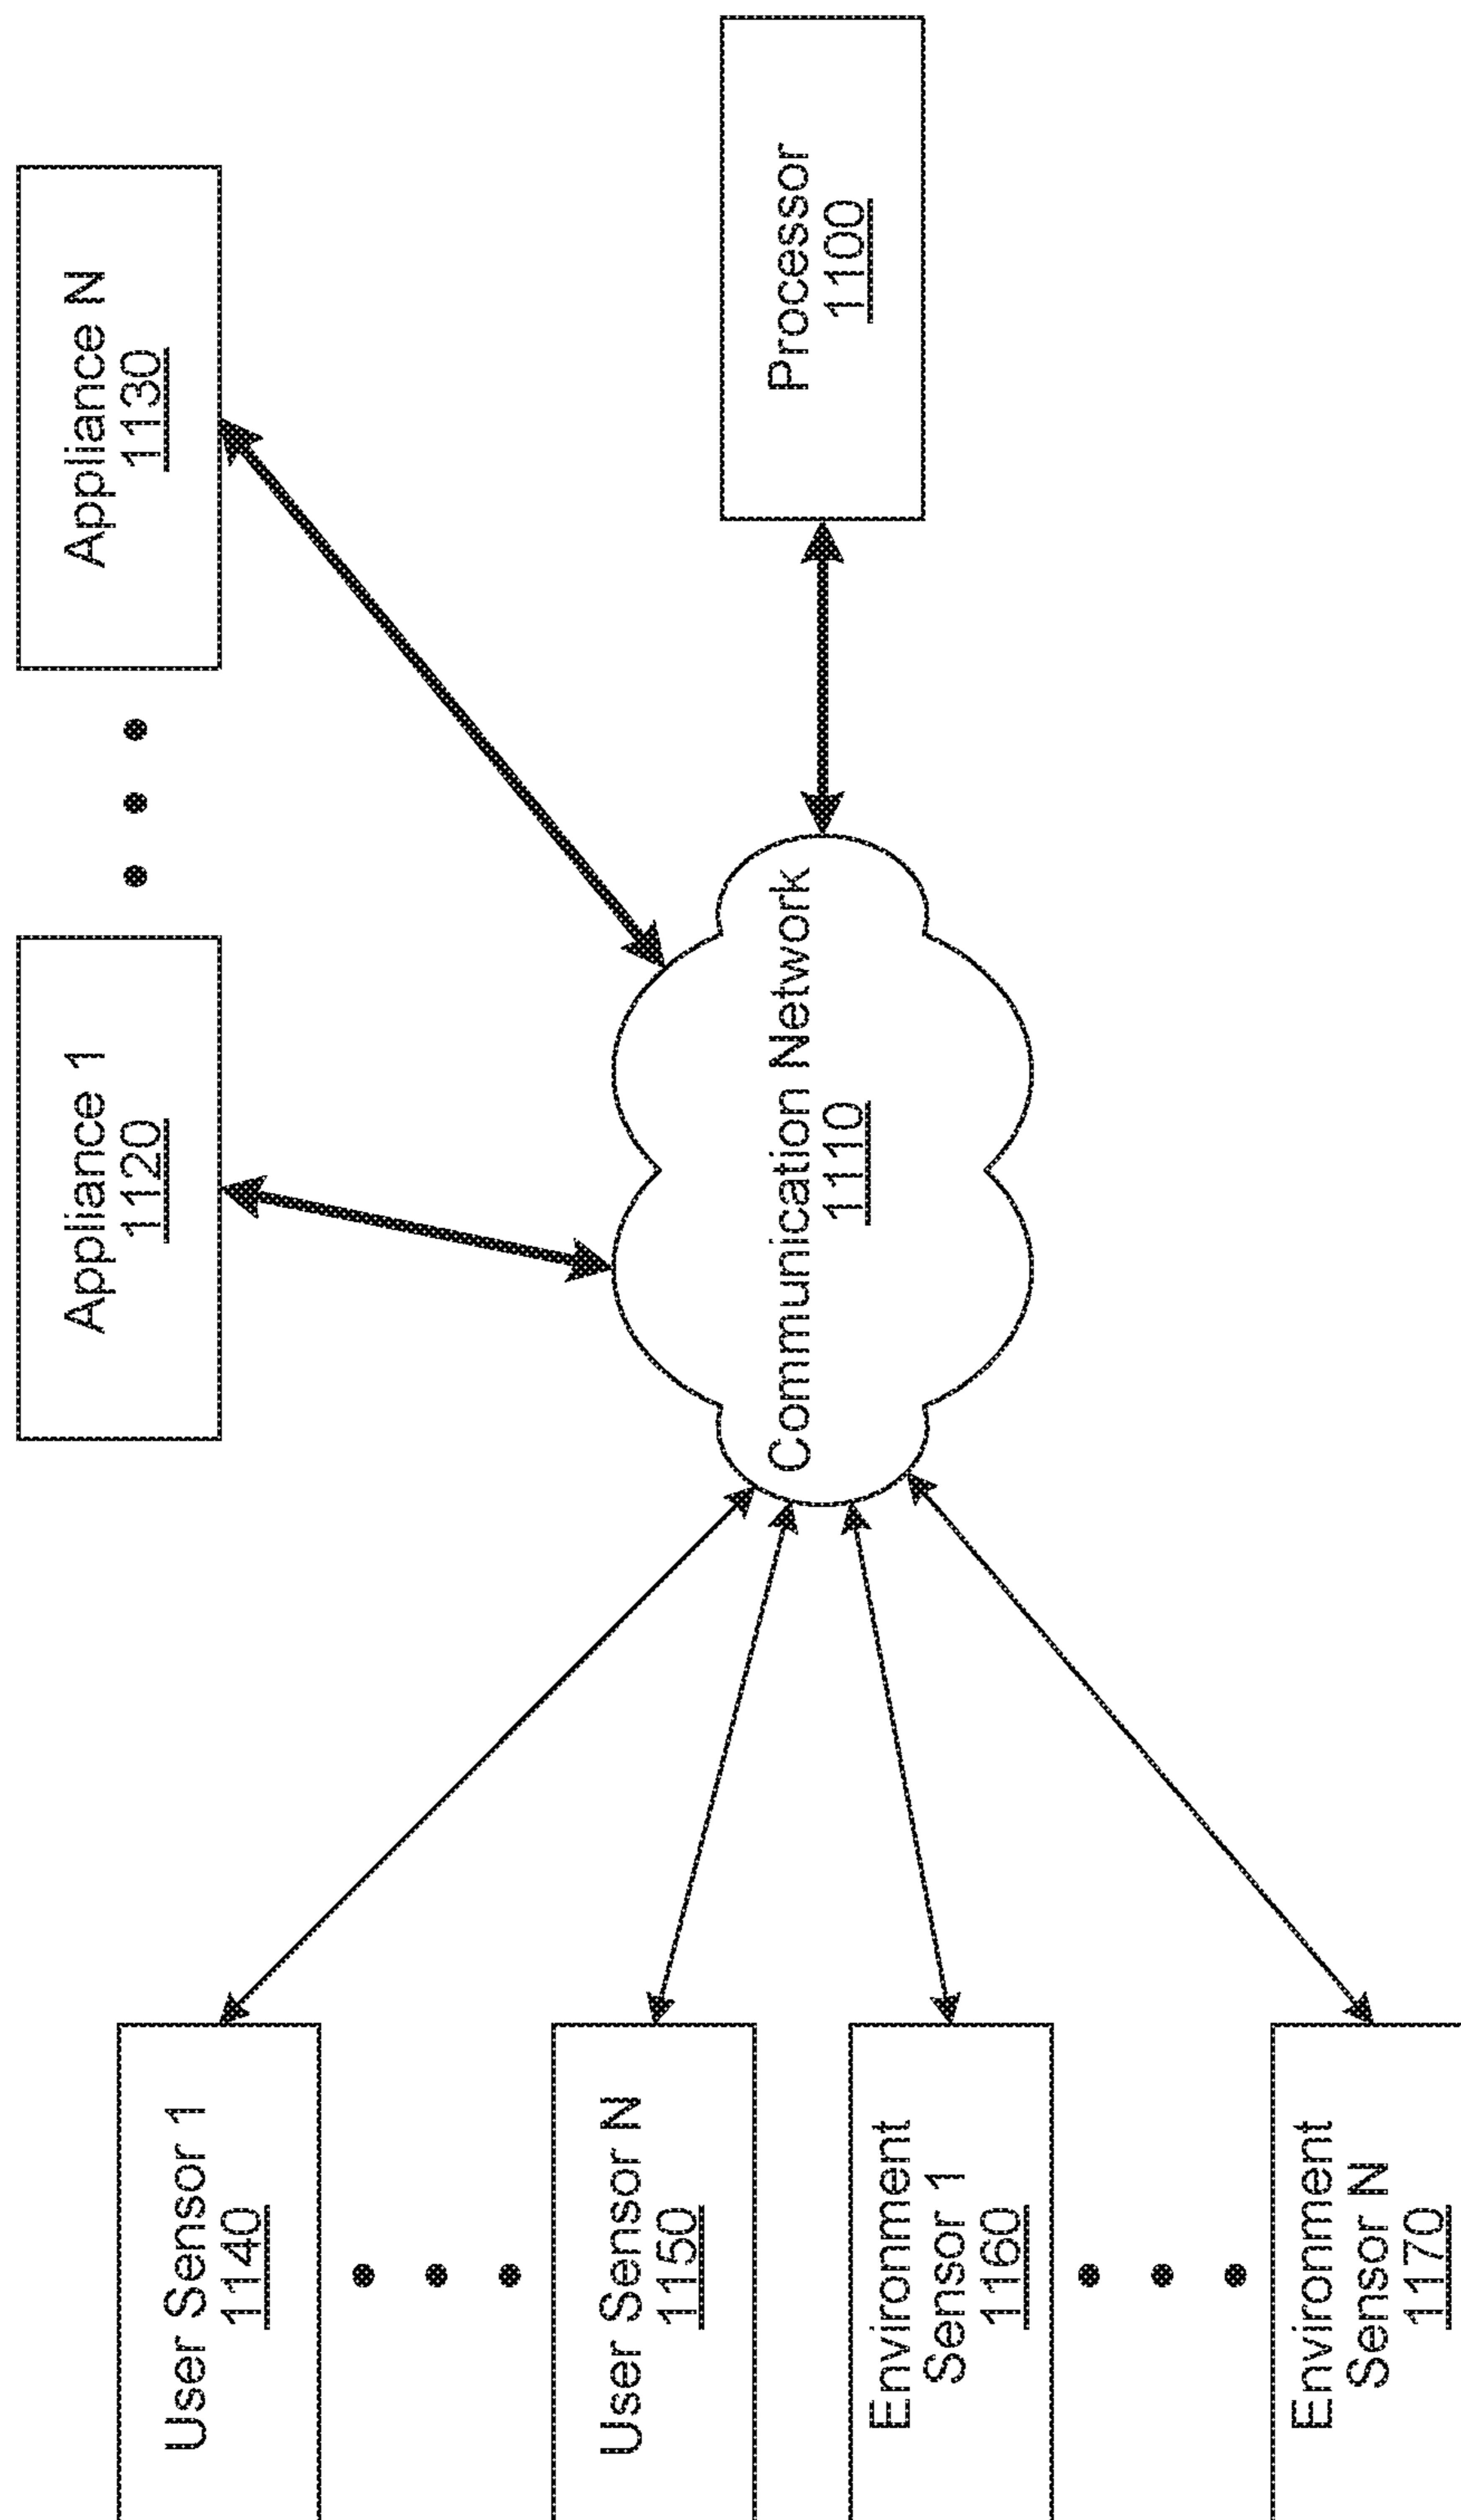 Appliance 1
1120
Appliance N
1130
User Sensor 1
1140
User Sensor N
1150
Communication Network
1110
Processor
1100
Environment
Sensor 1
1160
Environment
Sensor N
1170